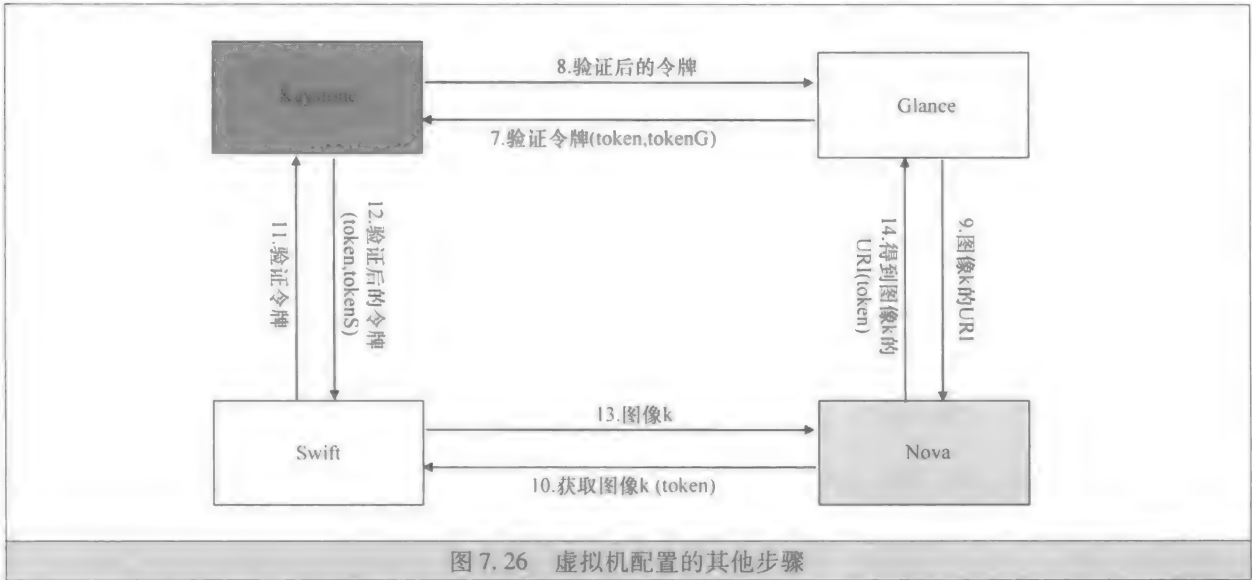 Keystone
8.验证后的令牌
Glance
7.验证令牌(token,tokenG)
11.验证令牌
12.验证后的令牌
(token,tokenS)
14.得到图像k的
URI(token)
9.图像k的URI
Swift
13.图像k
Nova
10.获取图像k (token)
图 7.26 虚拟机配置的其他步骤